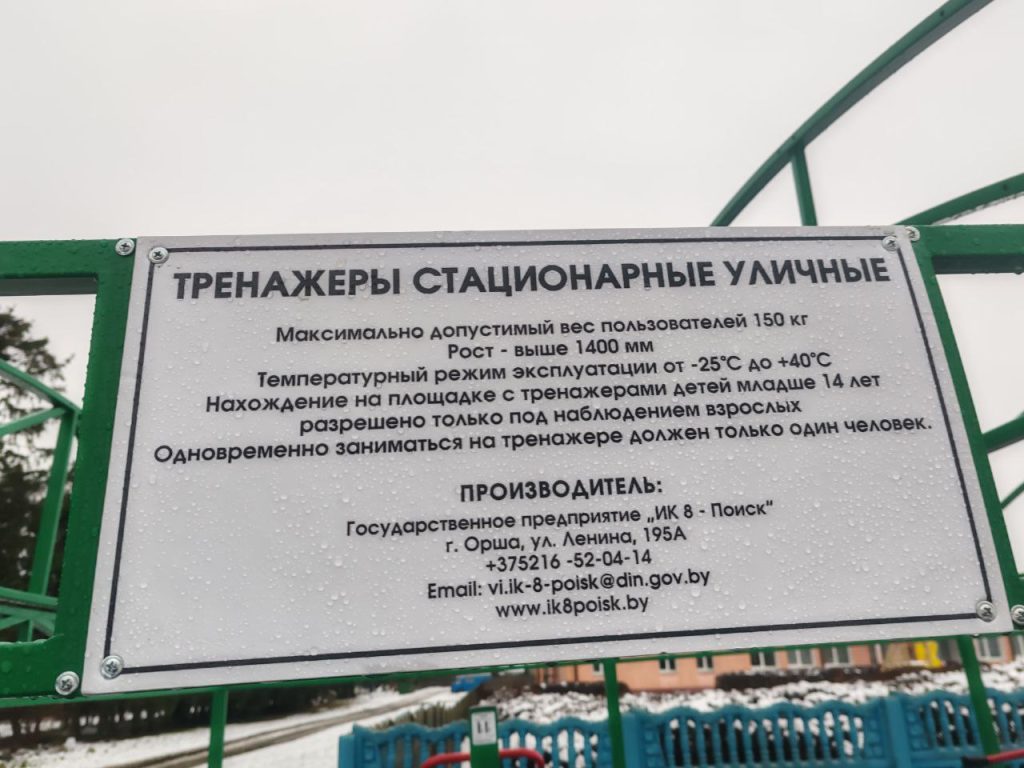 ТРЕНАЖЕРЫ СТАЦИОНАРНЫЕ УЛИЧНЫЕ
Максимально допустимый вес пользователей 150 кг
Рост - выше 1400 мм
Температурный режим эксплуатации от -25°C до +40°C
Нахождение на площадке с тренажерами детей младше 14 лет
разрешено только под наблюдением взрослых
Одновременно заниматься на тренажере должен только один человек.
ПРОИЗВОДИТЕЛЬ:
Государственное предприятие „ИК 8 - Поиск“
г. Орша, ул. Ленина, 195А
+375216 -52-04-14
Email: vi.ik-8-poisk@din.gov.by
www.ik8poisk.by